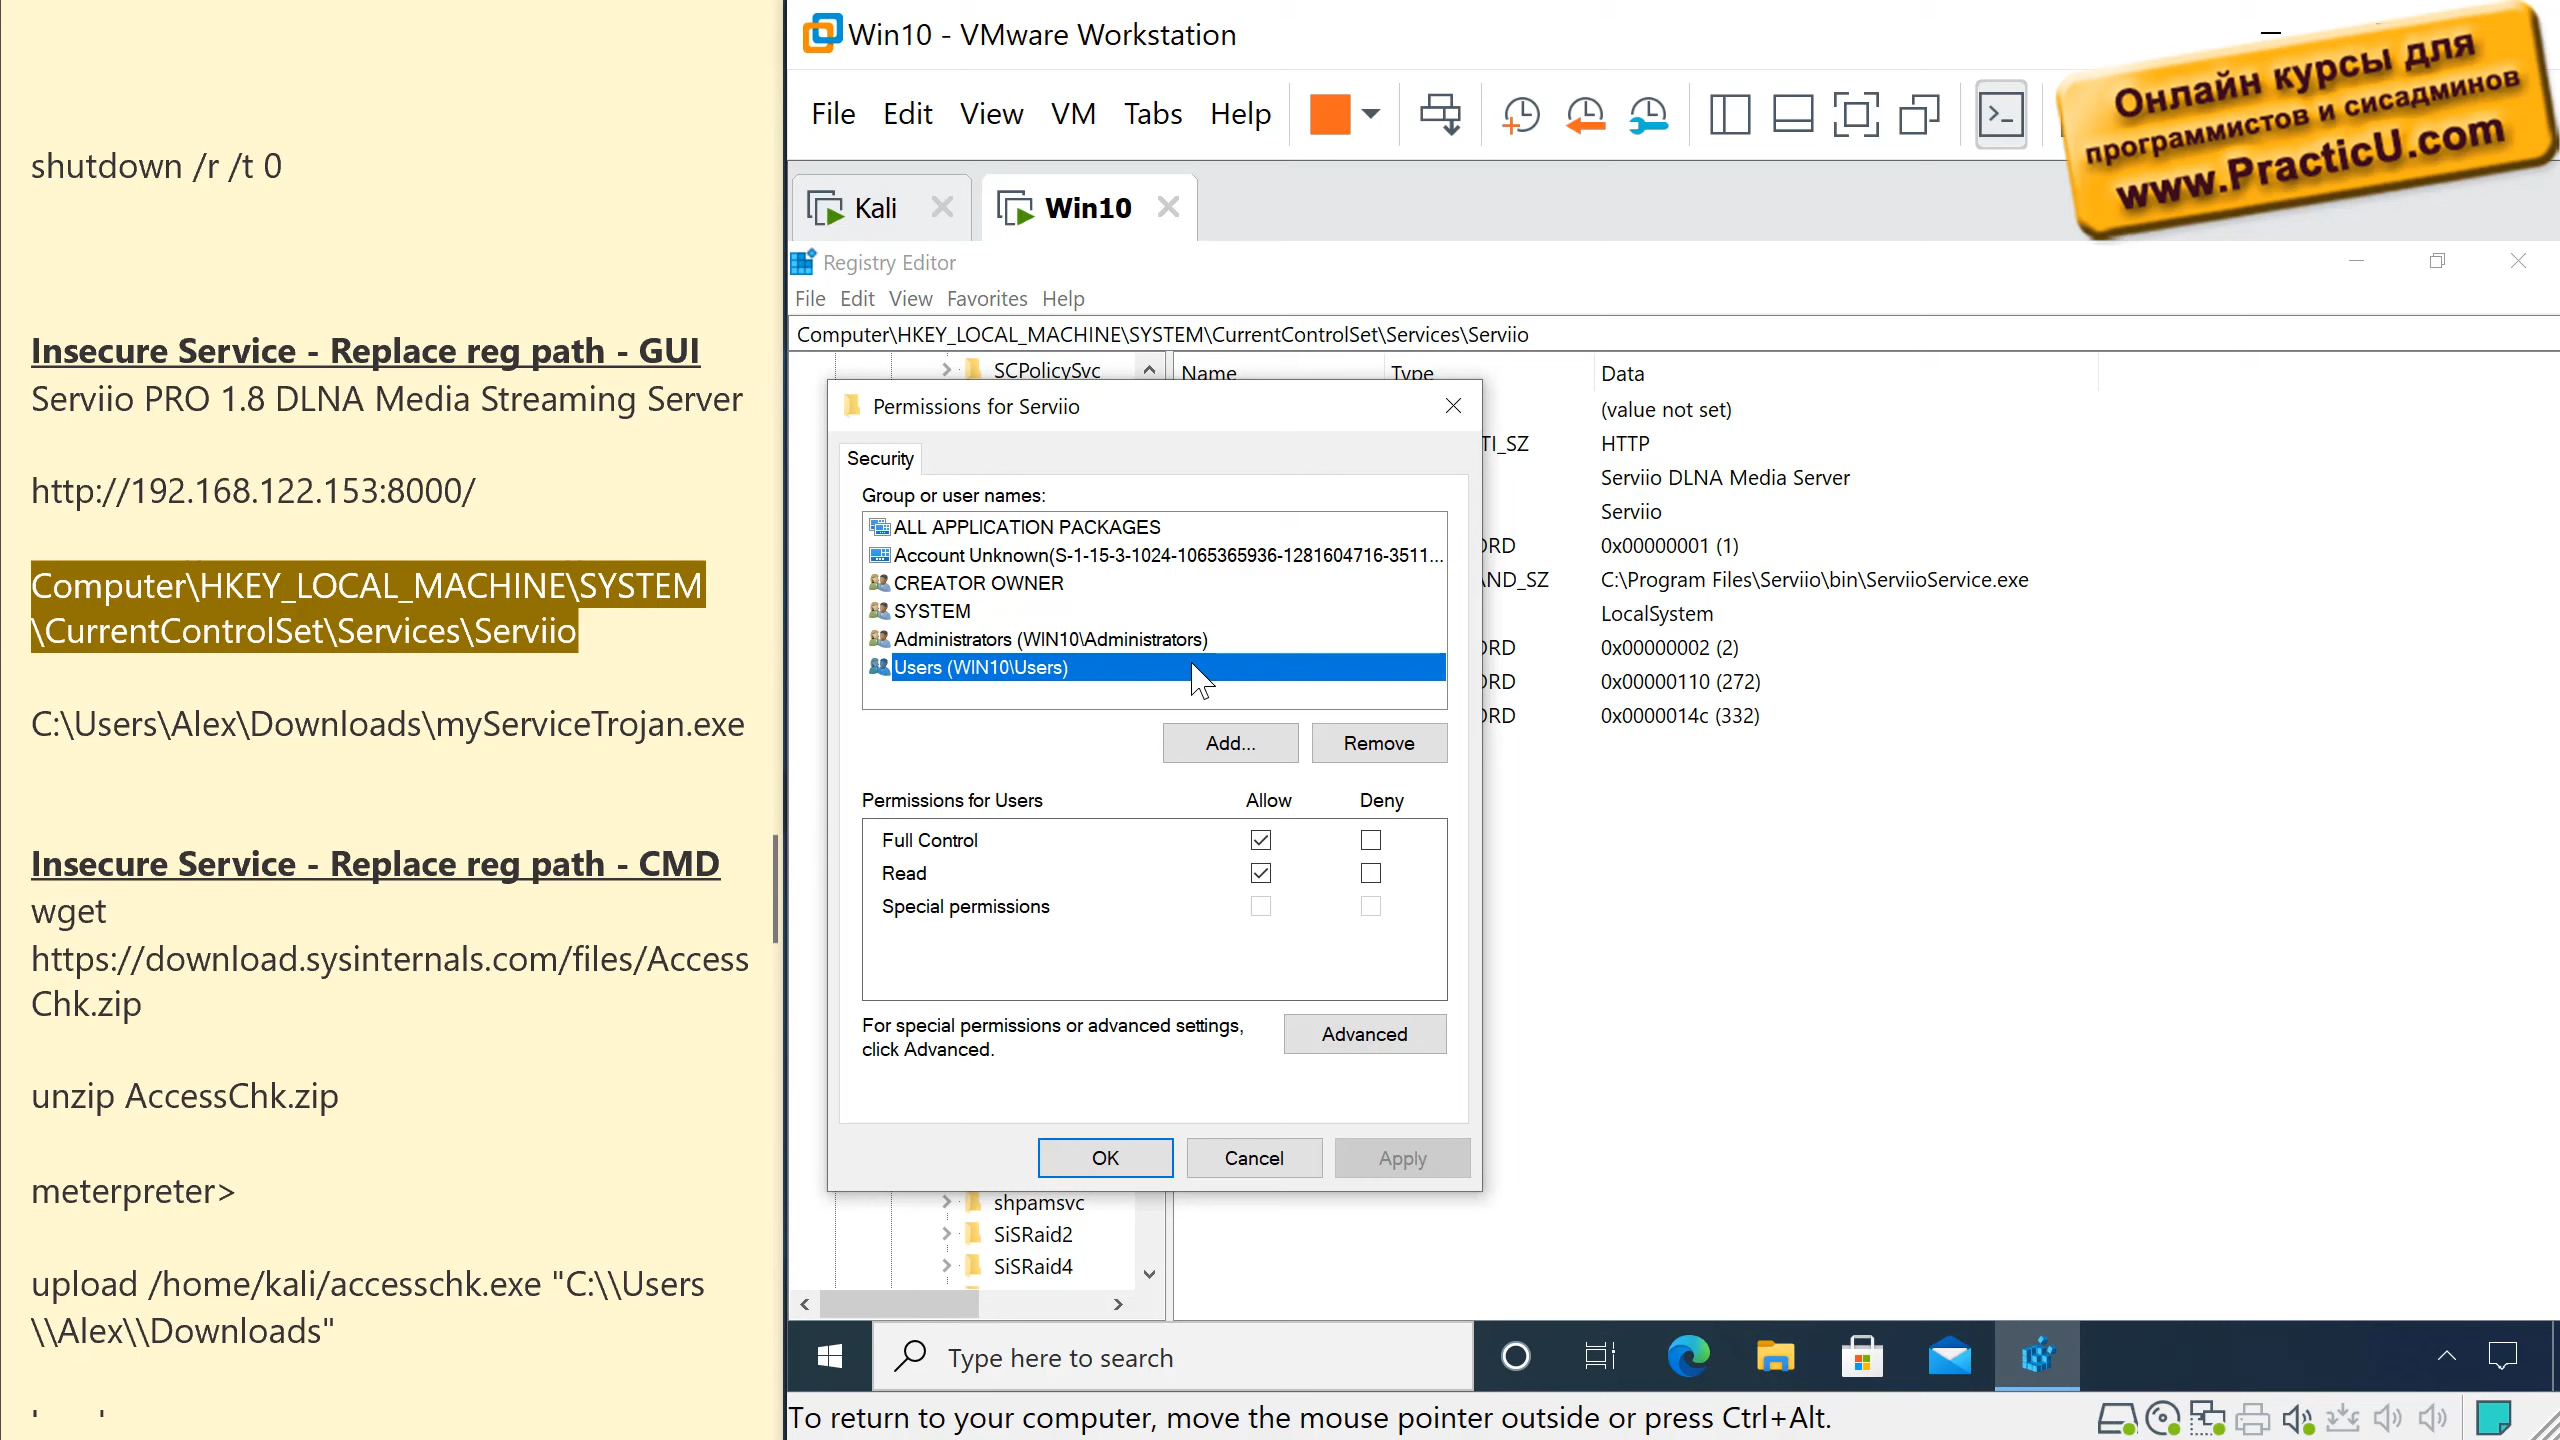 shutdown /r /t 0
Insecure Service - Replace reg path - GUI
Serviio PRO 1.8 DLNA Media Streaming Server
http://192.168.122.153:8000/
Computer\HKEY_LOCAL_MACHINE\SYSTEM
\CurrentControlSet\Services\Serviio
C:\Users\Alex\Downloads\myServiceTrojan.exe
Insecure Service - Replace reg path - CMD
wget
https://download.sysinternals.com/files/Access
Chk.zip
unzip AccessChk.zip
meterpreter>
upload /home/kali/accesschk.exe "C:\\Users
\\Alex\\Downloads"
Win10 - VMware Workstation
File Edit View VM Tabs Help
Онлайн курсы для
программистов и сисадминов
www.PracticU.com
Kali
Win10
Registry Editor
File Edit View Favorites Help
Computer\HKEY_LOCAL_MACHINE\SYSTEM\CurrentControlSet\Services\Serviio
SCPolicySvc
Name Type Data
(value not set)
TI_SZ HTTP
Serviio DLNA Media Server
Serviio
ORD 0x00000001 (1)
AND_SZ C:\Program Files\Serviio\bin\ServiioService.exe
LocalSystem
ORD 0x00000002 (2)
ORD 0x00000110 (272)
ORD 0x0000014c (332)
Permissions for Serviio
Security
Group or user names:
ALL APPLICATION PACKAGES
Account Unknown(S-1-15-3-1024-1065365936-1281604716-3511...
CREATOR OWNER
SYSTEM
Administrators (WIN10\Administrators)
Users (WIN10\Users)
Add... Remove
Permissions for Users Allow Deny
Full Control
Read
Special permissions
For special permissions or advanced settings,
click Advanced.
Advanced
OK Cancel Apply
shpamsvc
SiSRaid2
SiSRaid4
Type here to search
To return to your computer, move the mouse pointer outside or press Ctrl+Alt.